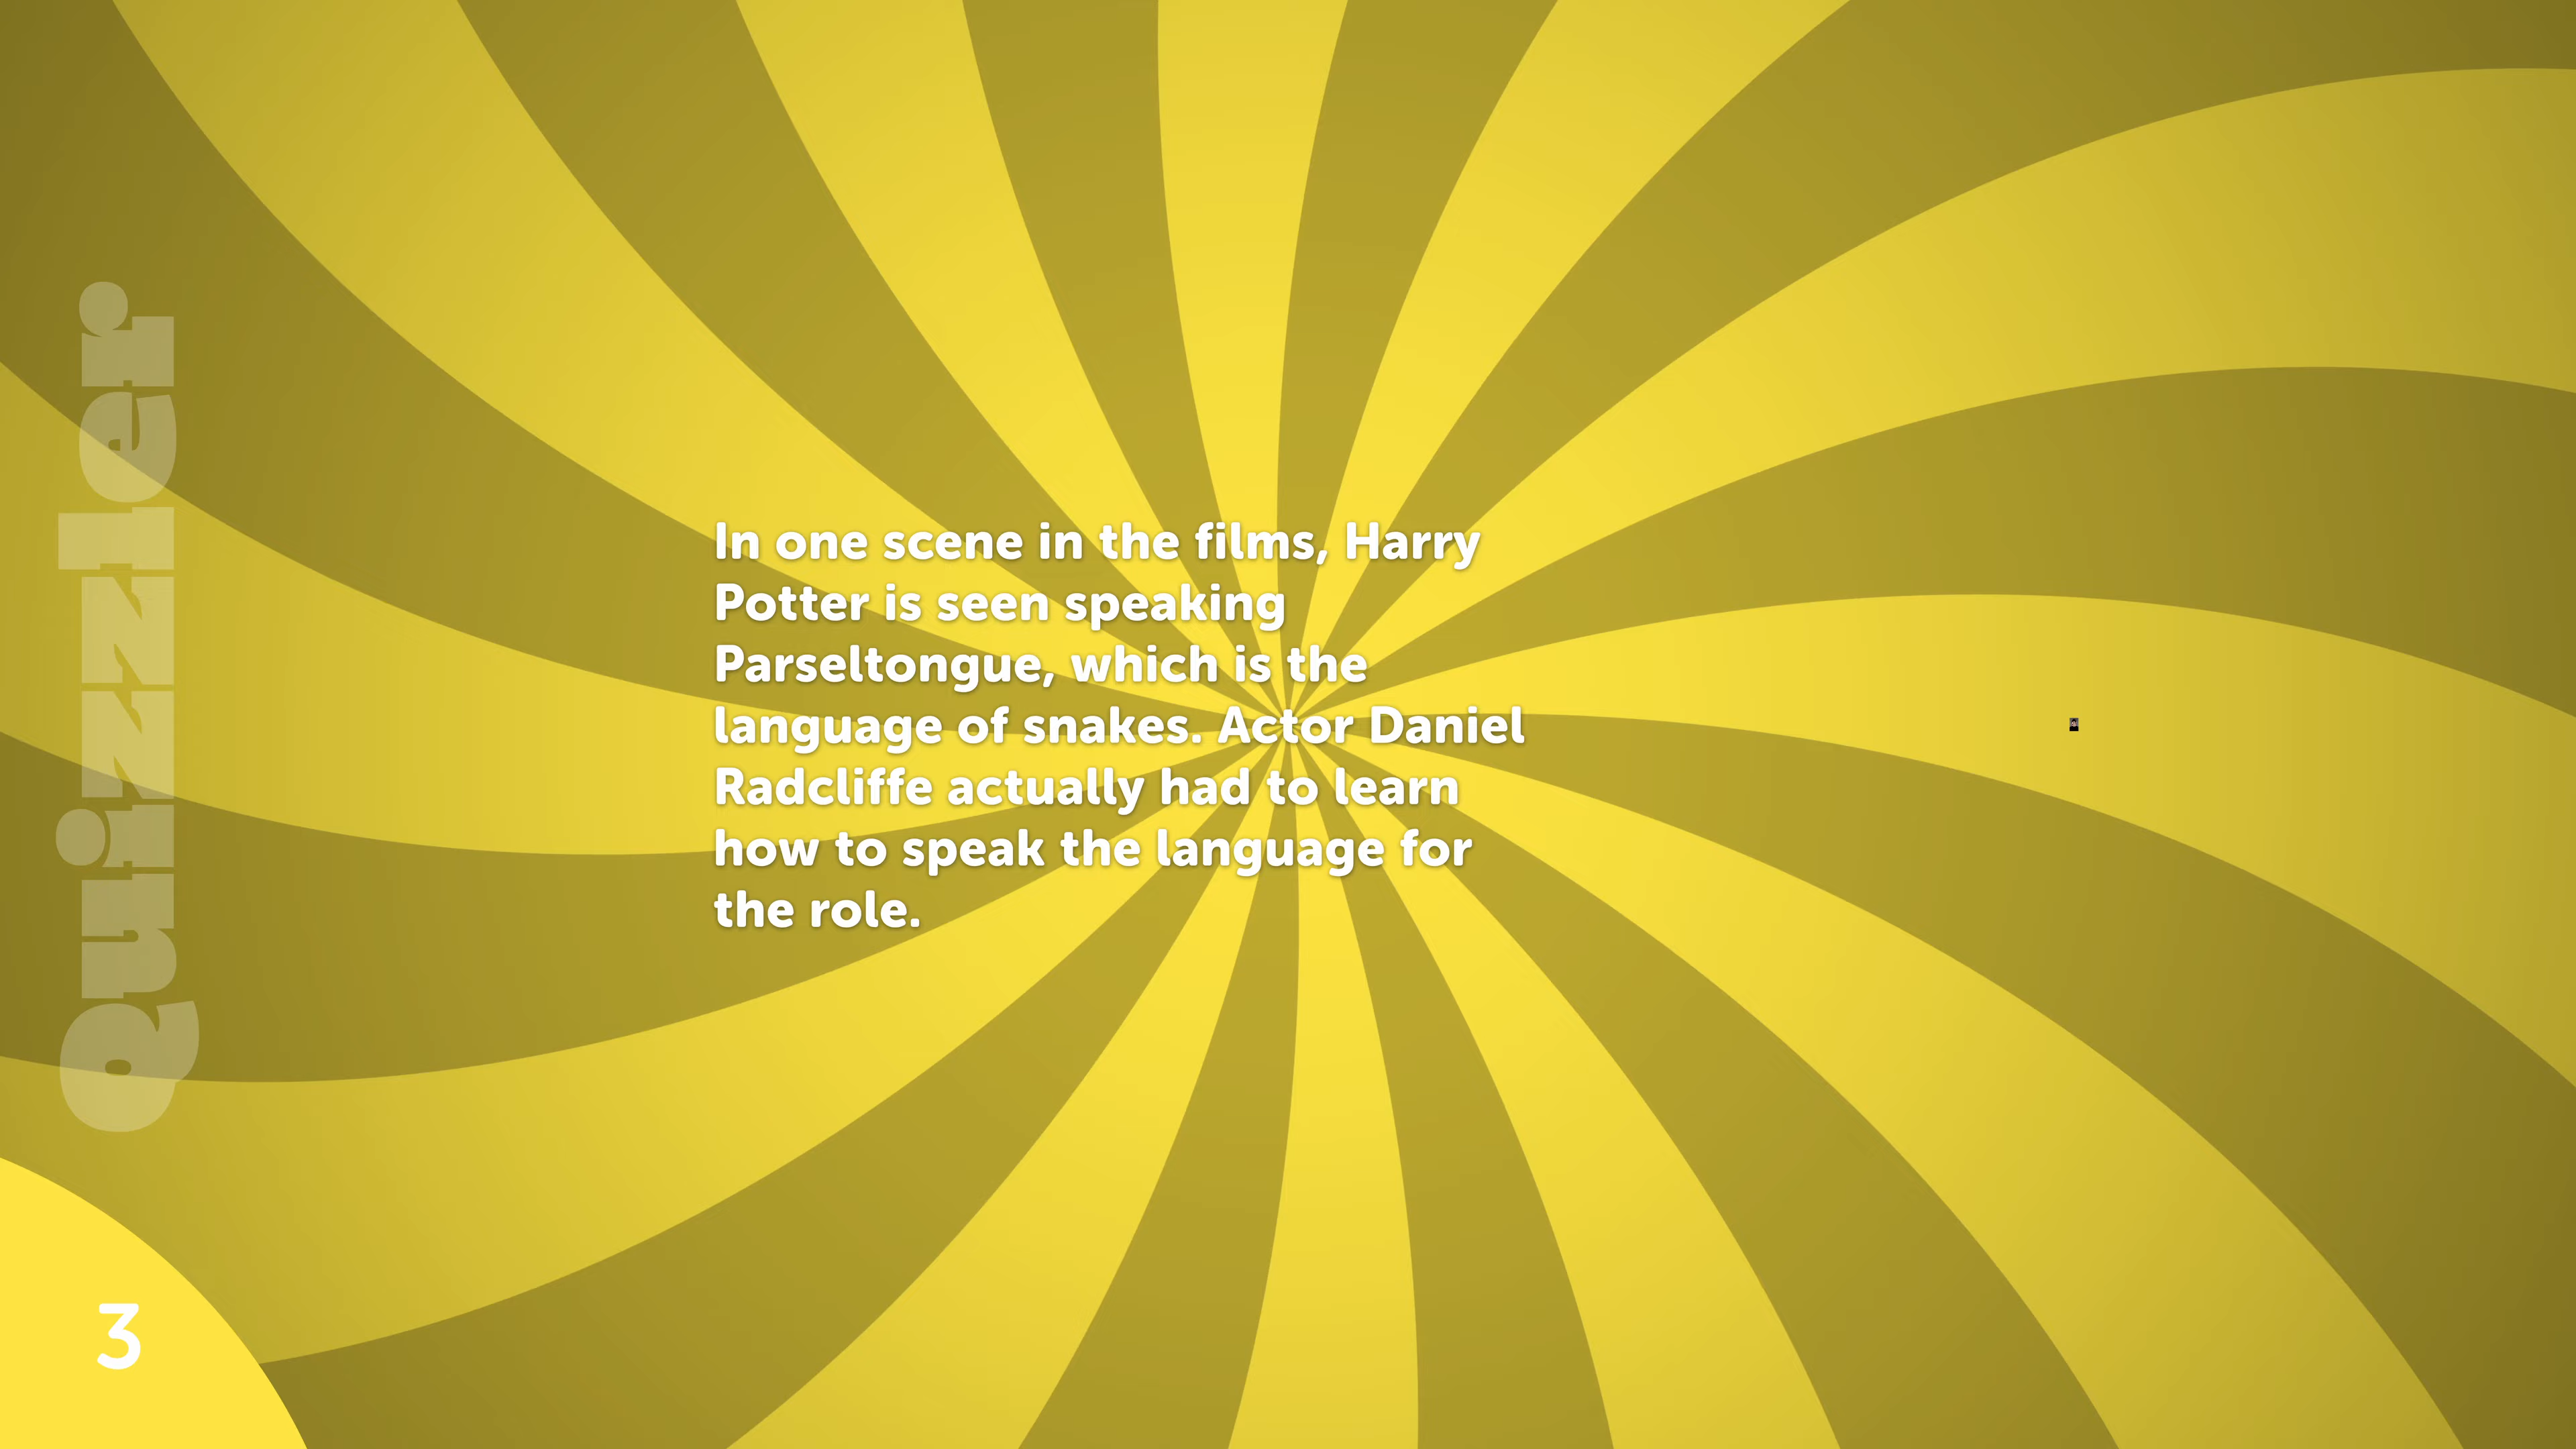 Quizzler
In one scene in the films, Harry
Potter is seen speaking
Parseltongue, which is the
language of snakes. Actor Daniel
Radcliffe actually had to learn
how to speak the language for
the role.
3